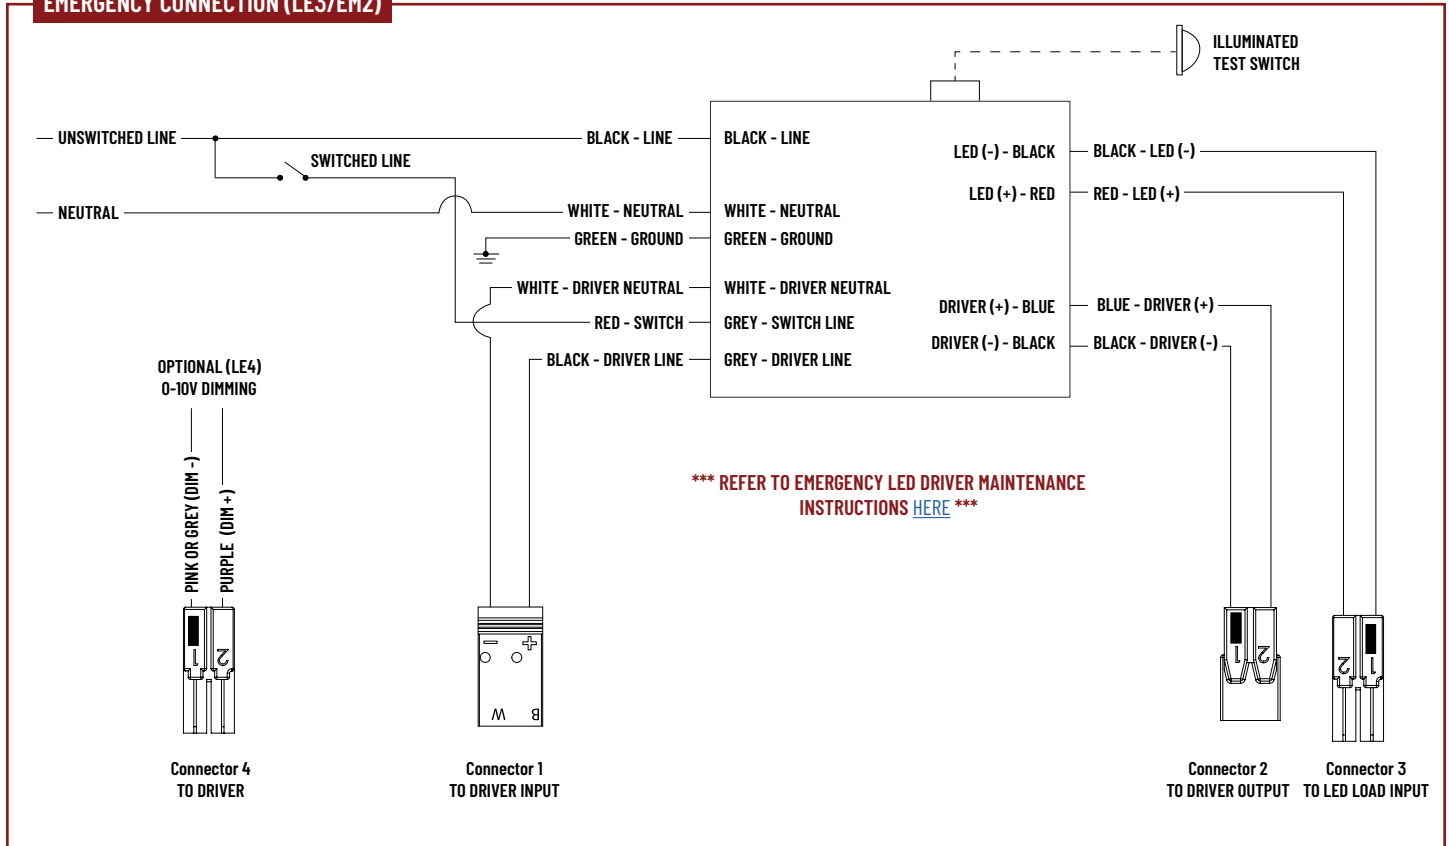 EMERGENCY CONNECTION (LE3/EM2)
ILLUMINATED
TEST SWITCH
UNSWITCHED LINE
BLACK - LINE
BLACK - LINE
SWITCHED LINE
LED (-) - BLACK
BLACK - LED (-)
LED (+) - RED
RED - LED (+)
NEUTRAL
WHITE - NEUTRAL
WHITE - NEUTRAL
GREEN - GROUND
GREEN - GROUND
WHITE - DRIVER NEUTRAL
WHITE - DRIVER NEUTRAL
DRIVER (+) - BLUE
BLUE - DRIVER (+)
RED - SWITCH
GREY - SWITCH LINE
DRIVER (-) - BLACK
BLACK - DRIVER (-)
BLACK - DRIVER LINE
GREY - DRIVER LINE
OPTIONAL (LE4)
0-10V DIMMING
PINK OR GREY (DIM -)
PURPLE (DIM +)
*** REFER TO EMERGENCY LED DRIVER MAINTENANCE
INSTRUCTIONS HERE ***
1
2
- +
W B
1
2
2
1
Connector 4
TO DRIVER
Connector 1
TO DRIVER INPUT
Connector 2
TO DRIVER OUTPUT
Connector 3
TO LED LOAD INPUT